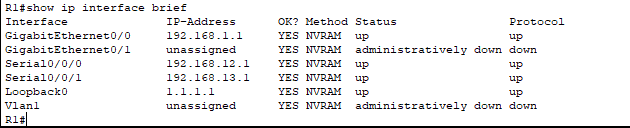 R1#show ip interface brief
Interface IP-Address OK? Method Status Protocol
GigabitEthernet0/0 192.168.1.1 YES NVRAM up up
GigabitEthernet0/1 unassigned YES NVRAM administratively down down
Serial0/0/0 192.168.12.1 YES NVRAM up up
Serial0/0/1 192.168.13.1 YES NVRAM up up
Loopback0 1.1.1.1 YES NVRAM up up
Vlan1 unassigned YES NVRAM administratively down down
R1#